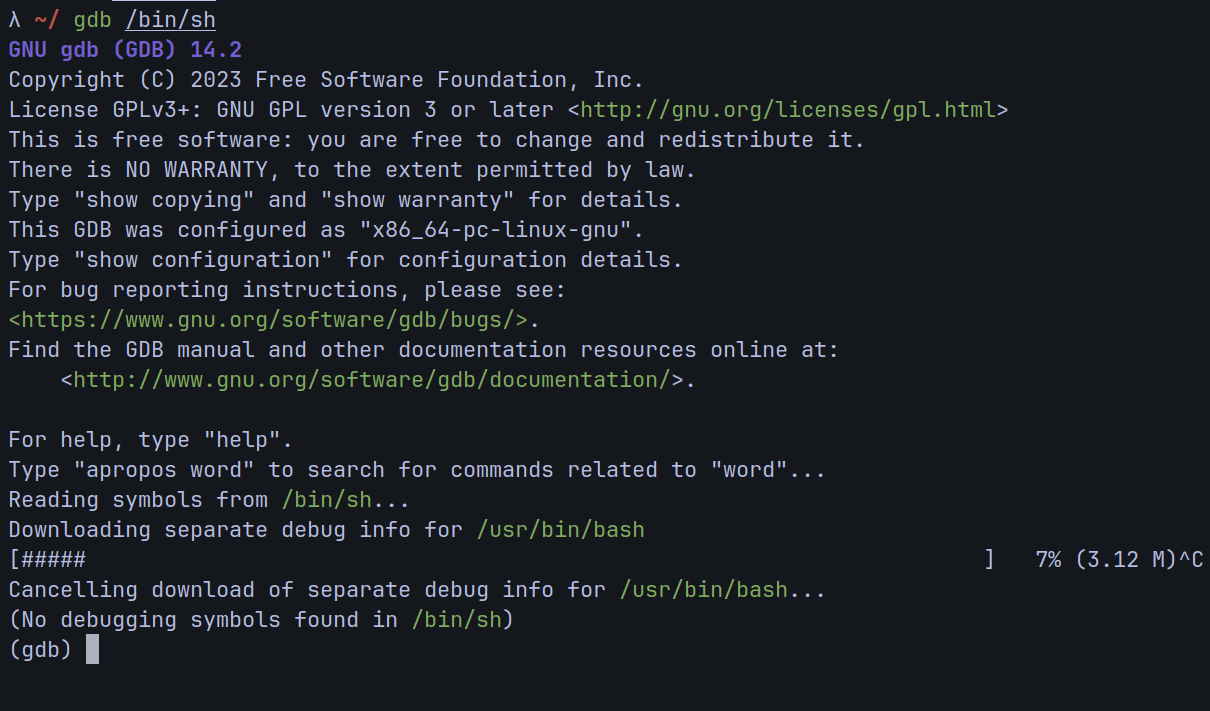 λ ~/ gdb /bin/sh
GNU gdb (GDB) 14.2
Copyright (C) 2023 Free Software Foundation, Inc.
License GPLv3+: GNU GPL version 3 or later <http://gnu.org/licenses/gpl.html>
This is free software: you are free to change and redistribute it.
There is NO WARRANTY, to the extent permitted by law.
Type "show copying" and "show warranty" for details.
This GDB was configured as "x86_64-pc-linux-gnu".
Type "show configuration" for configuration details.
For bug reporting instructions, please see:
<https://www.gnu.org/software/gdb/bugs/>.
Find the GDB manual and other documentation resources online at:
    <http://www.gnu.org/software/gdb/documentation/>.

For help, type "help".
Type "apropos word" to search for commands related to "word"...
Reading symbols from /bin/sh...
Downloading separate debug info for /usr/bin/bash
[#####                                                                     ]   7% (3.12 M)^C
Cancelling download of separate debug info for /usr/bin/bash...
(No debugging symbols found in /bin/sh)
(gdb)